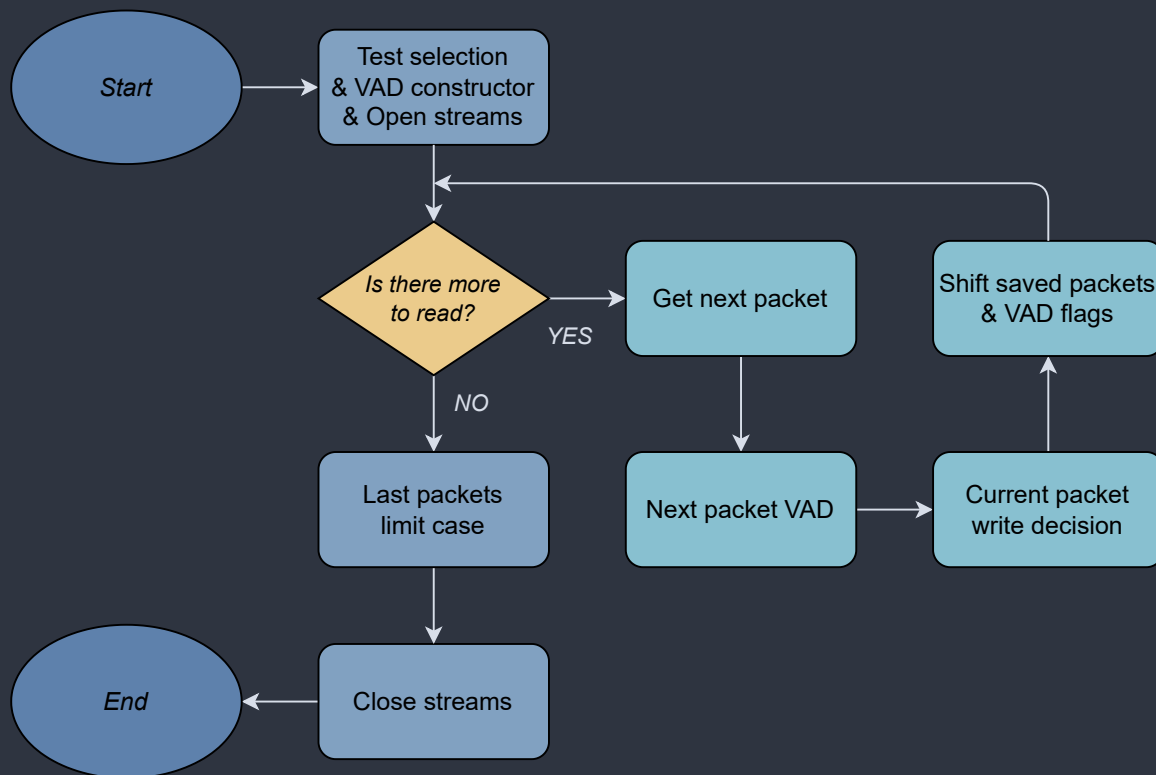 Start
Test selection
& VAD constructor
& Open streams
Is there more
to read?
YES
Get next packet
Shift saved packets
& VAD flags
NO
Last packets
limit case
Next packet VAD
Current packet
write decision
End
Close streams